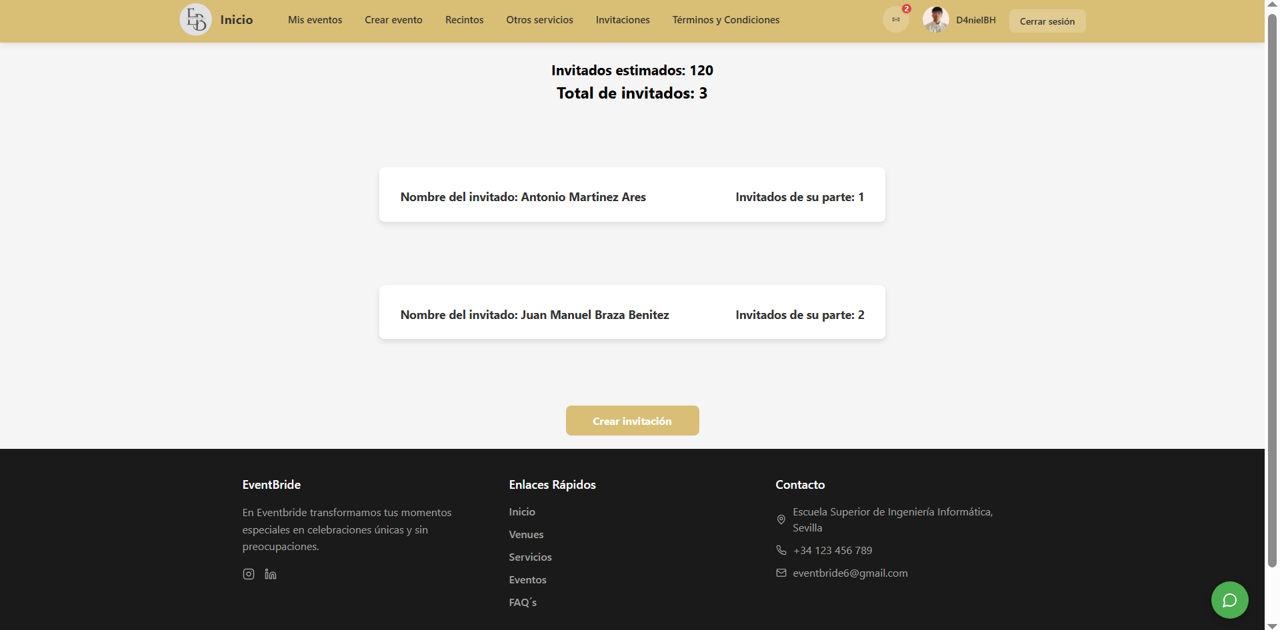 EB Inicio Mis eventos Crear evento Recintos Otros servicios Invitaciones Términos y Condiciones 2 D4nielBH Cerrar sesión
Invitados estimados: 120
Total de invitados: 3
Nombre del invitado: Antonio Martinez Ares Invitados de su parte: 1
Nombre del invitado: Juan Manuel Braza Benitez Invitados de su parte: 2
Crear invitación
EventBride
En Eventbride transformamos tus momentos
especiales en celebraciones únicas y sin
preocupaciones.
Enlaces Rápidos
Inicio
Venues
Servicios
Eventos
FAQ´s
Contacto
Escuela Superior de Ingeniería Informática,
Sevilla
+34 123 456 789
eventbride6@gmail.com